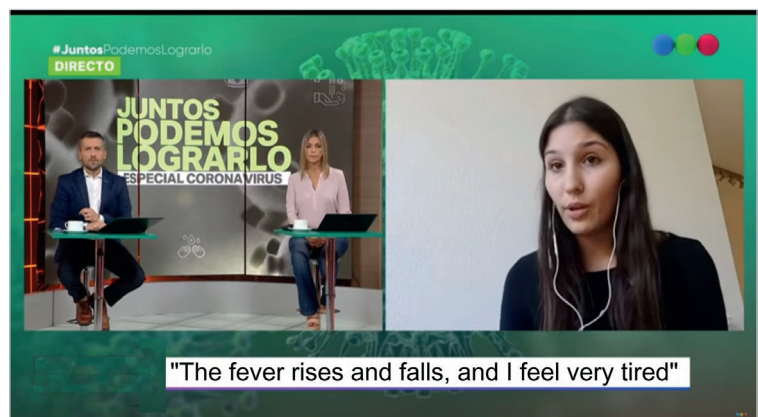 #JuntosPodemosLograrlo
DIRECTO
JUNTOS
PODEMOS
LOGRARLO
ESPECIAL CORONAVIRUS
"The fever rises and falls, and I feel very tired"